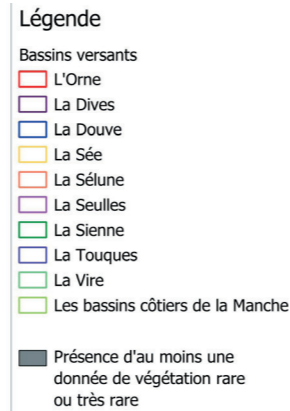 Légende
Bassins versants
L'Orne
La Dives
La Douve
La Sée
La Sélune
La Seulles
La Sienne
La Touques
La Vire
Les bassins côtiers de la Manche
Présence d'au moins une
donnée de végétation rare
ou très rare